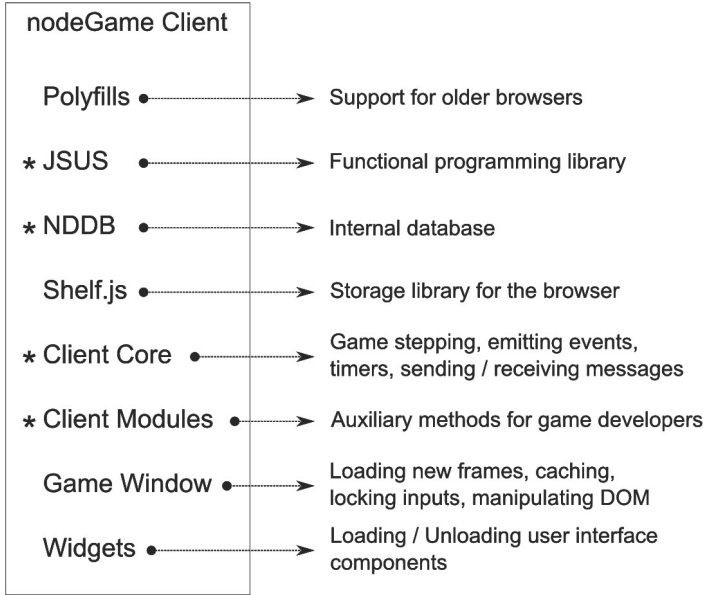 nodeGame Client
Polyfills
Support for older browsers
* JSUS
Functional programming library
* NDDB
Internal database
Shelf.js
Storage library for the browser
* Client Core
Game stepping, emitting events,
timers, sending / receiving messages
* Client Modules
Auxiliary methods for game developers
Game Window
Loading new frames, caching,
locking inputs, manipulating DOM
Widgets
Loading / Unloading user interface
components